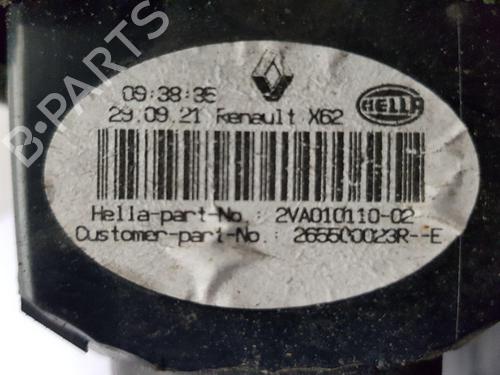 09:38:35
29.09.21 Renault X62
HELLA
Hella-part-No.: 2VA010110-02
Customer-part-No.: 265500023R--E
B-PARTS